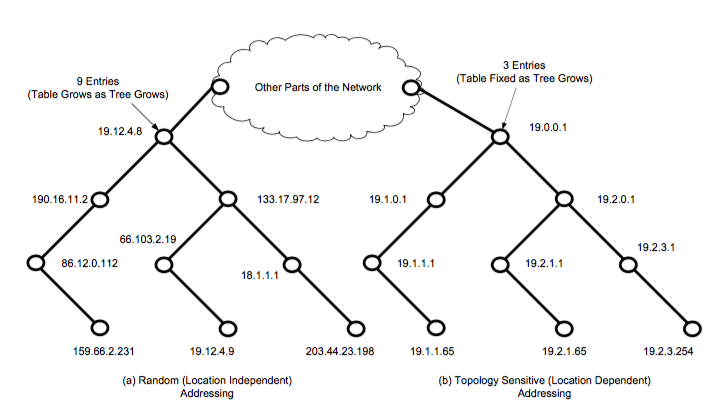 Other Parts of the Network
9 Entries
(Table Grows as Tree Grows)
19.12.4.8
190.16.11.2
133.17.97.12
66.103.2.19
86.12.0.112
18.1.1.1
159.66.2.231
19.12.4.9
203.44.23.198
(a) Random (Location Independent)
Addressing
3 Entries
(Table Fixed as Tree Grows)
19.0.0.1
19.1.0.1
19.2.0.1
19.2.3.1
19.1.1.1
19.2.1.1
19.1.1.65
19.2.1.65
19.2.3.254
(b) Topology Sensitive (Location Dependent)
Addressing